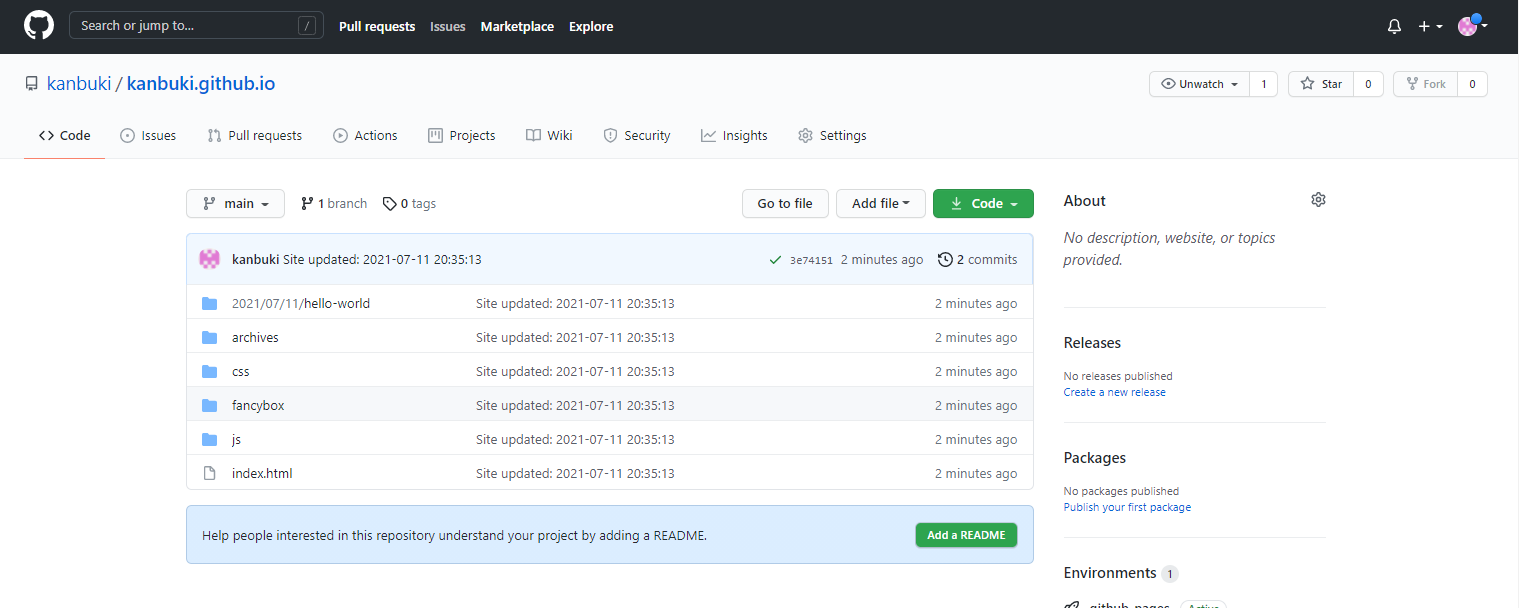 Search or jump to... /
Pull requests Issues Marketplace Explore
kanbuki / kanbuki.github.io
Unwatch 1 Star 0 Fork 0
Code Issues Pull requests Actions Projects Wiki Security Insights Settings
main 1 branch 0 tags Go to file Add file Code
kanbuki Site updated: 2021-07-11 20:35:13 3e74151 2 minutes ago 2 commits
2021/07/11/hello-world Site updated: 2021-07-11 20:35:13 2 minutes ago
archives Site updated: 2021-07-11 20:35:13 2 minutes ago
css Site updated: 2021-07-11 20:35:13 2 minutes ago
fancybox Site updated: 2021-07-11 20:35:13 2 minutes ago
js Site updated: 2021-07-11 20:35:13 2 minutes ago
index.html Site updated: 2021-07-11 20:35:13 2 minutes ago
Help people interested in this repository understand your project by adding a README. Add a README
About
No description, website, or topics
provided.
Releases
No releases published
Create a new release
Packages
No packages published
Publish your first package
Environments 1
github-pages Active